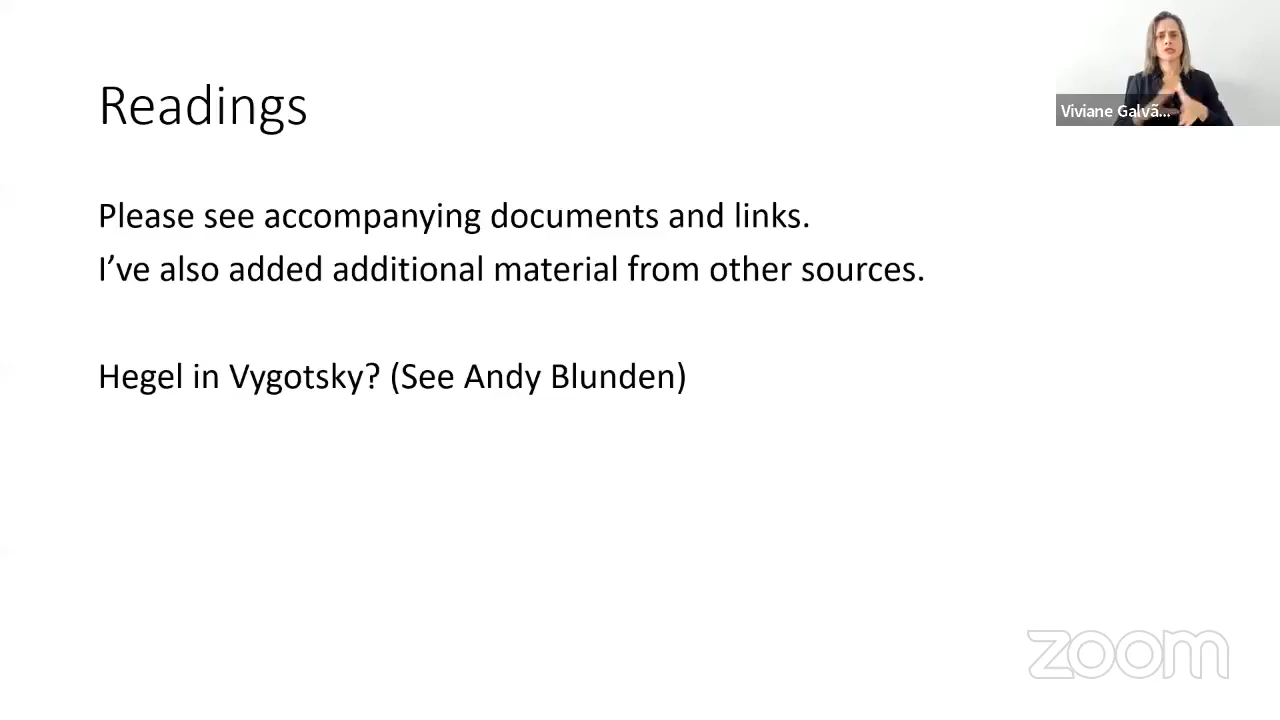 Readings
Viviane Galvã...
Please see accompanying documents and links.
I’ve also added additional material from other sources.
Hegel in Vygotsky? (See Andy Blunden)
zoom